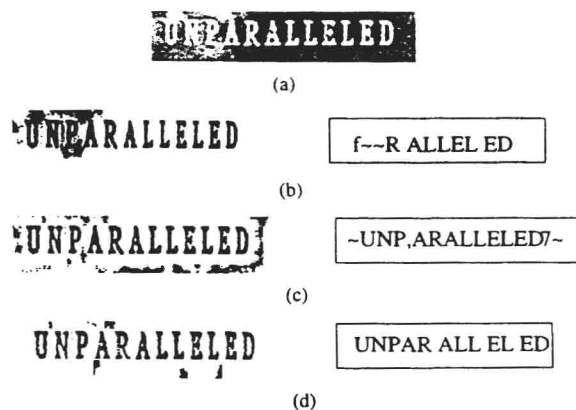 UNPARALLELED
(a)
UNPARALLELED
f~~R ALLEL ED
(b)
UNPARALLELED
~UNP,ARALLELED7~
(c)
UNPARALLELED
UNPAR ALL EL ED
(d)